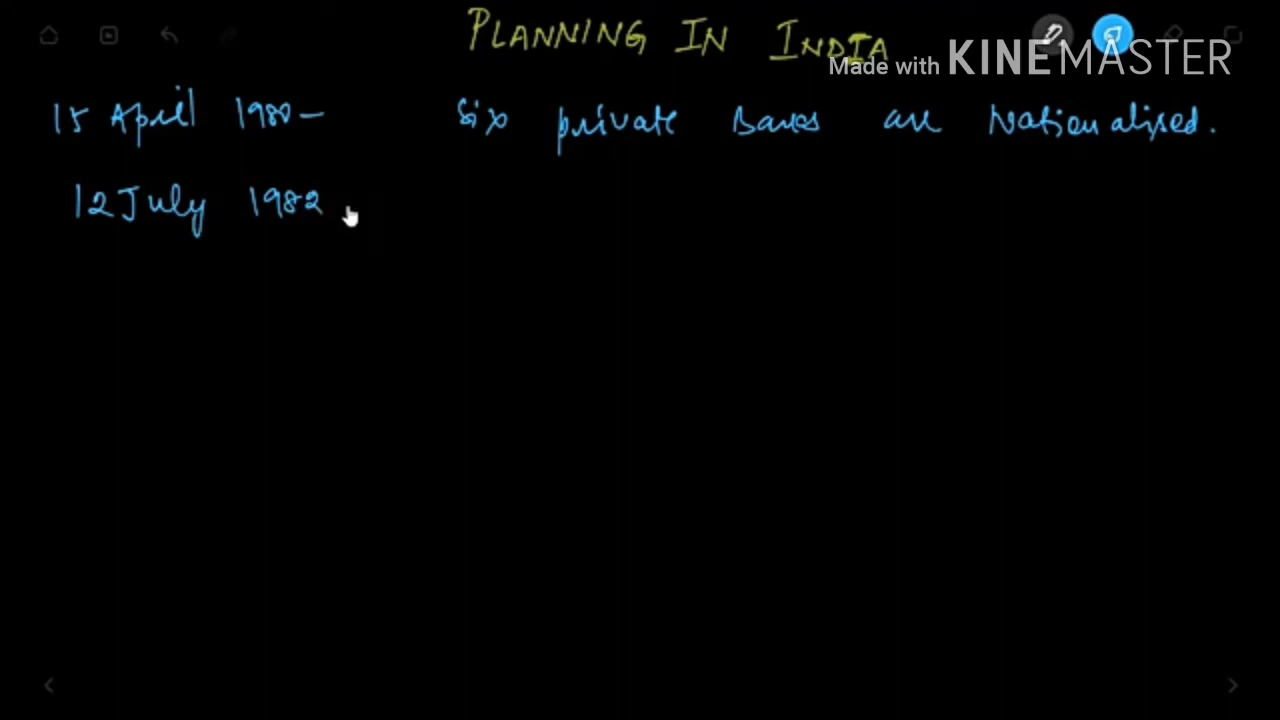 PLANNING IN INDIA
Made with KINEMASTER
15 April 1980- Six private Banks are Nationalised.
12 July 1982